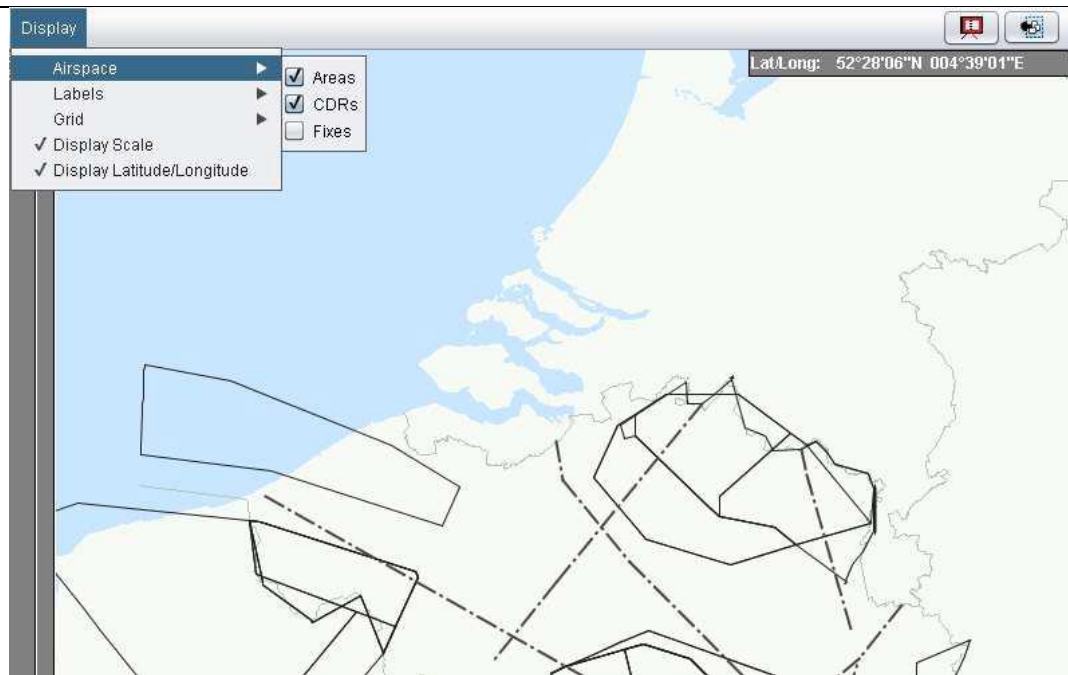 Display
Airspace
Labels
Grid
Display Scale
Display Latitude/Longitude
Areas
CDRs
Fixes
Lat/Long: 52°28'06"N 004°39'01"E